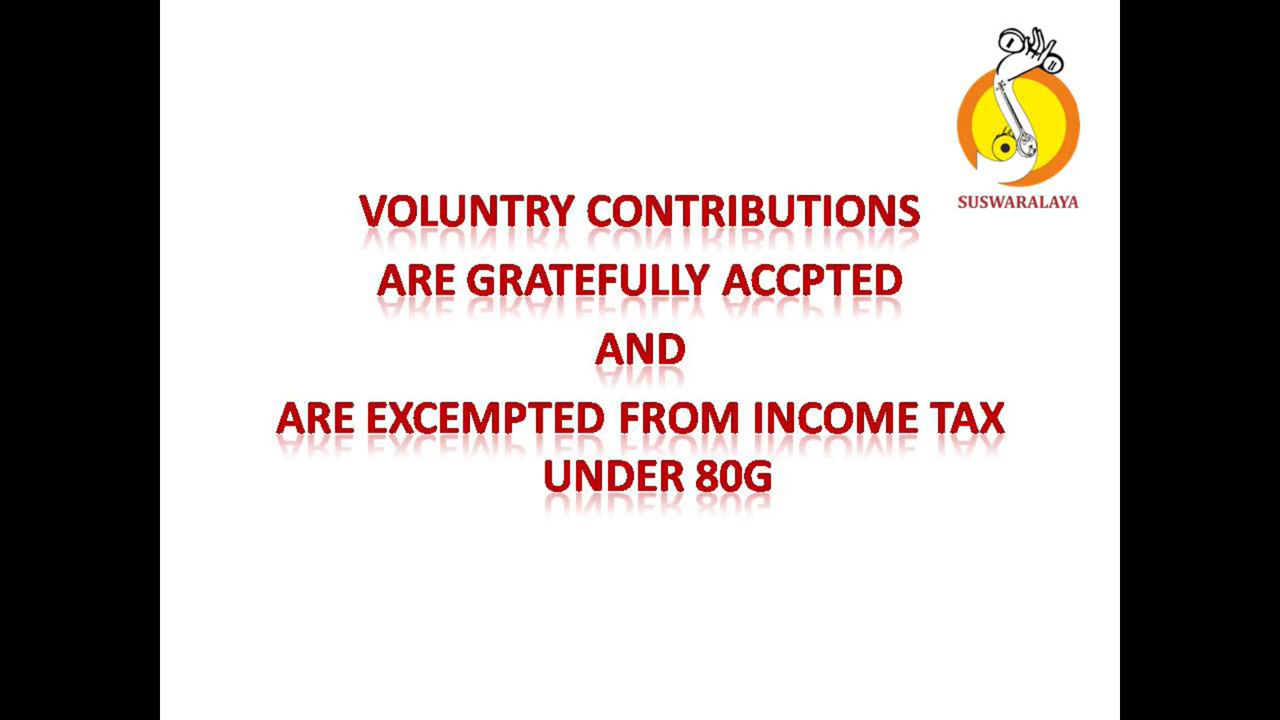 SUSWARALAYA
VOLUNTRY CONTRIBUTIONS
ARE GRATEFULLY ACCPTED
AND
ARE EXCEMPTED FROM INCOME TAX
UNDER 80G